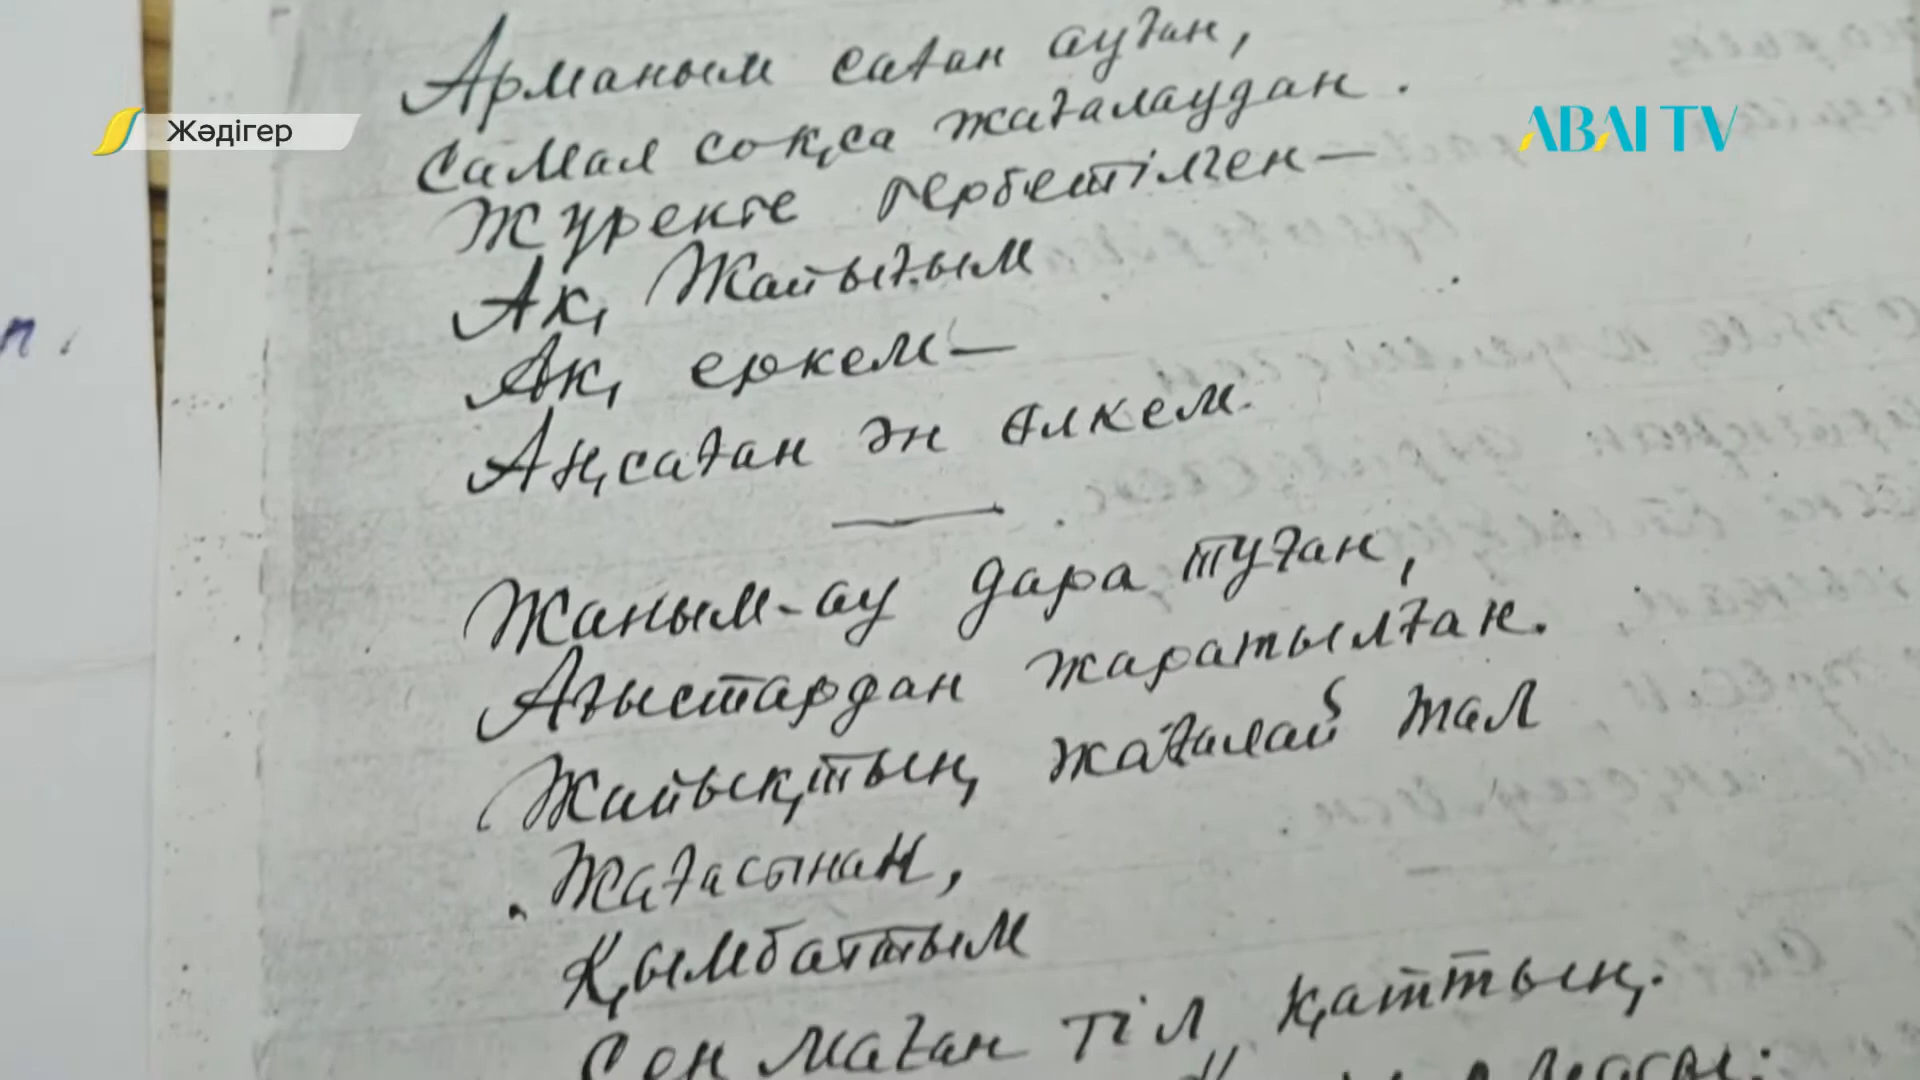 Арманым саған ауған,
Самал соқса жағалаудан.
Жүрекке тербетілген—
Ақ Жайығым
Ақ еркем—
Аңсаған ән өлкем.
Жаным-ау дара туған,
Ағыстардан жаратылған.
Жайықтың жағалай тал
Жағасынан,
Қымбаттым
Сен маған тіл қаттың.
п.
Жәдігер
ABAI TV